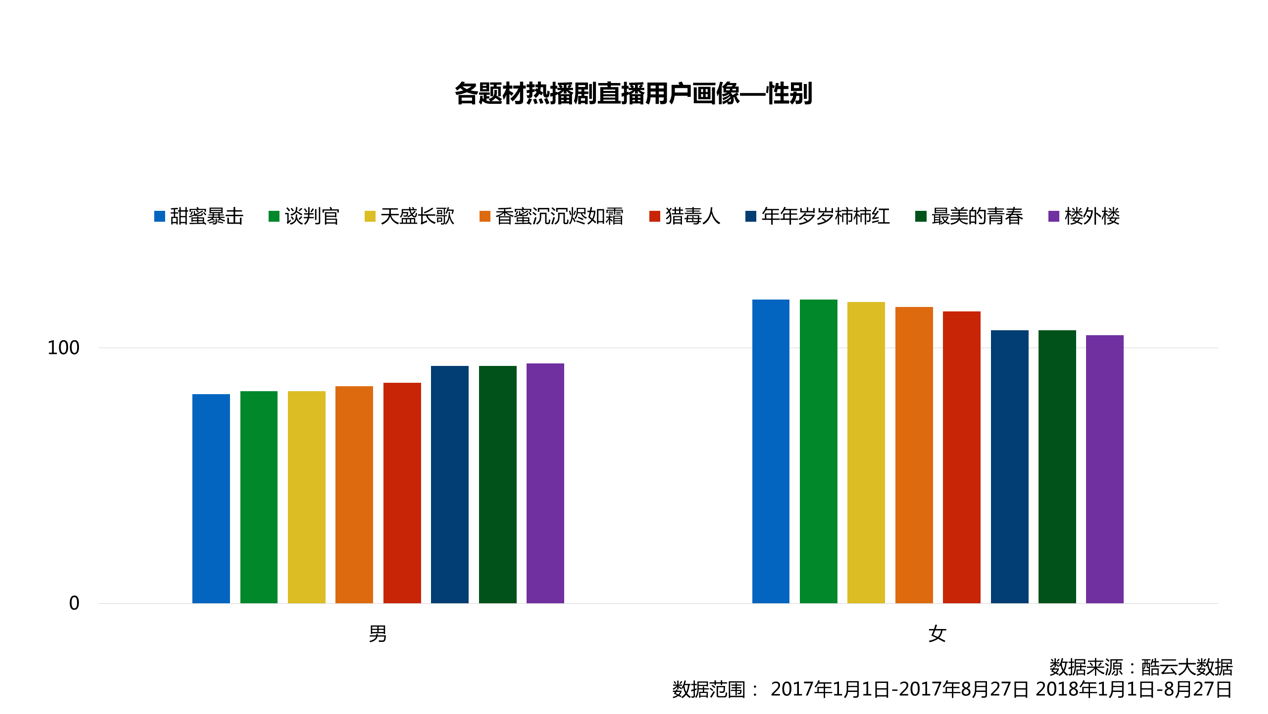 各题材热播剧直播用户画像—性别
甜蜜暴击 谈判官 天盛长歌 香蜜沉沉烬如霜 猎毒人 年年岁岁柿柿红 最美的青春 楼外楼
100
0
男 女
数据来源：酷云大数据
数据范围： 2017年1月1日-2017年8月27日 2018年1月1日-8月27日